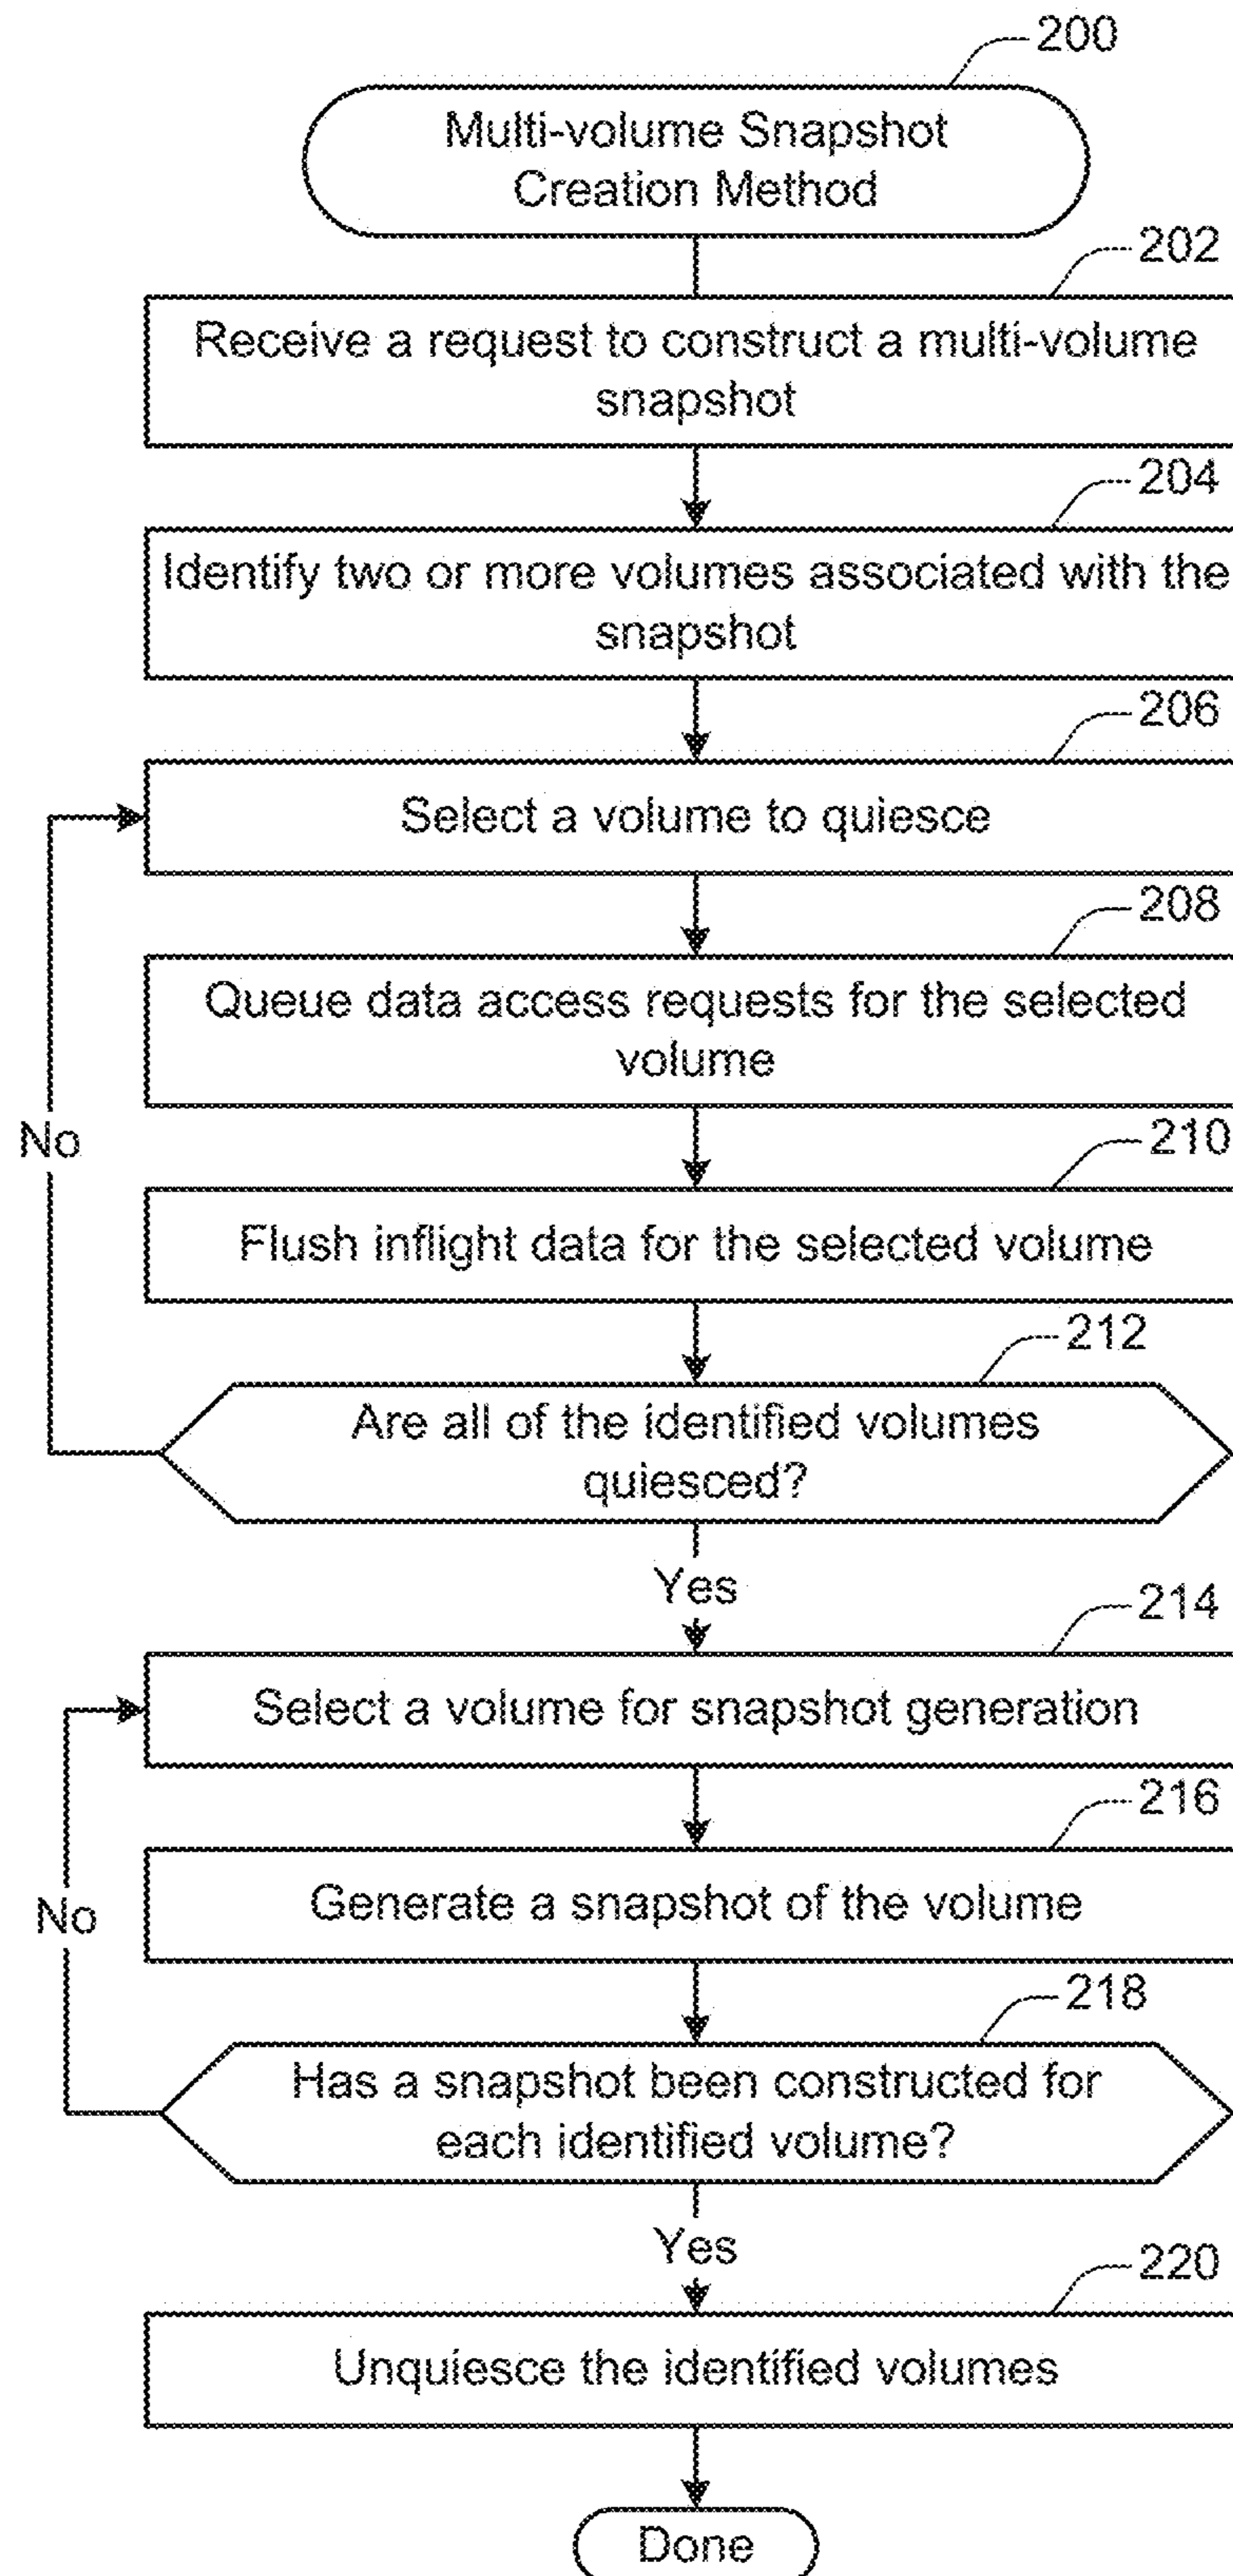 200
Multi-volume Snapshot
Creation Method
202
Receive a request to construct a multi-volume
snapshot
204
Identify two or more volumes associated with the
snapshot
206
Select a volume to quiesce
208
Queue data access requests for the selected
volume
No
210
Flush inflight data for the selected volume
212
Are all of the identified volumes
quiesced?
Yes
214
Select a volume for snapshot generation
216
Generate a snapshot of the volume
No
218
Has a snapshot been constructed for
each identified volume?
Yes
220
Unquiesce the identified volumes
Done